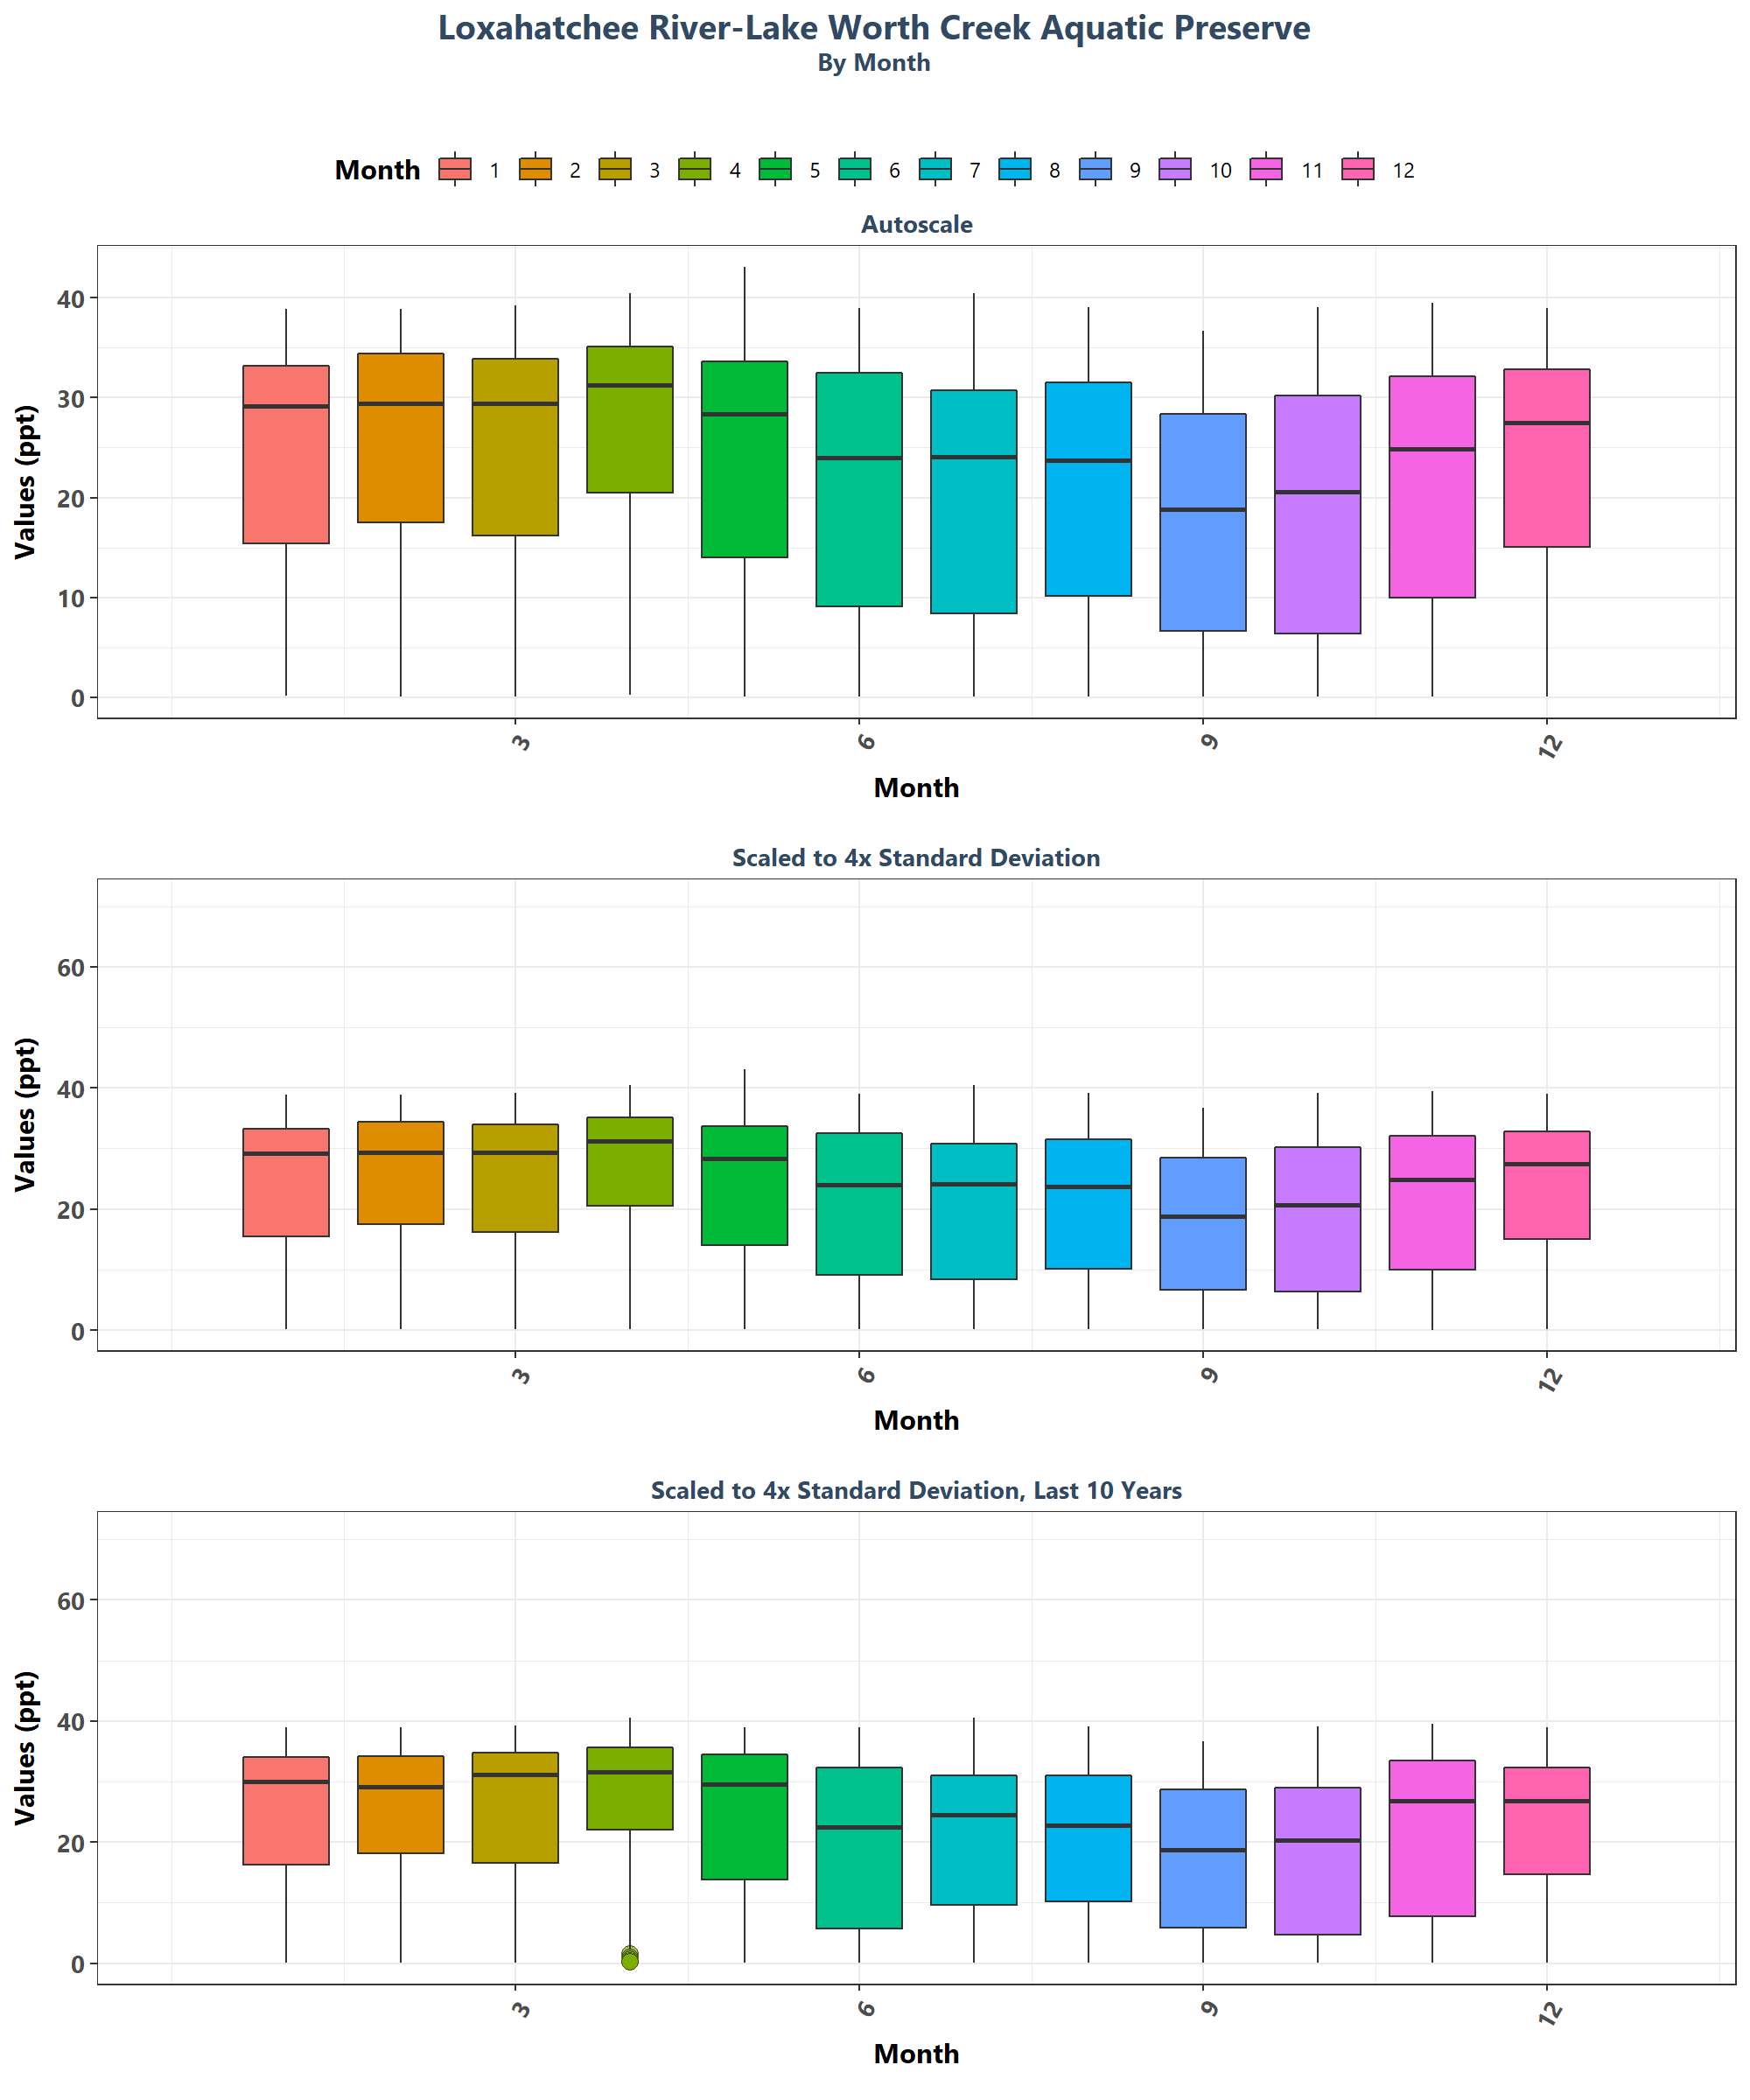 Loxahatchee River-Lake Worth Creek Aquatic Preserve
By Month
Month 1 2 3 4 5 6 7 8 9 10 11 12
Autoscale
Values (ppt)
40
30
20
10
0
3 6 9 12
Month
Scaled to 4x Standard Deviation
Values (ppt)
60
40
20
0
3 6 9 12
Month
Scaled to 4x Standard Deviation, Last 10 Years
Values (ppt)
60
40
20
0
3 6 9 12
Month